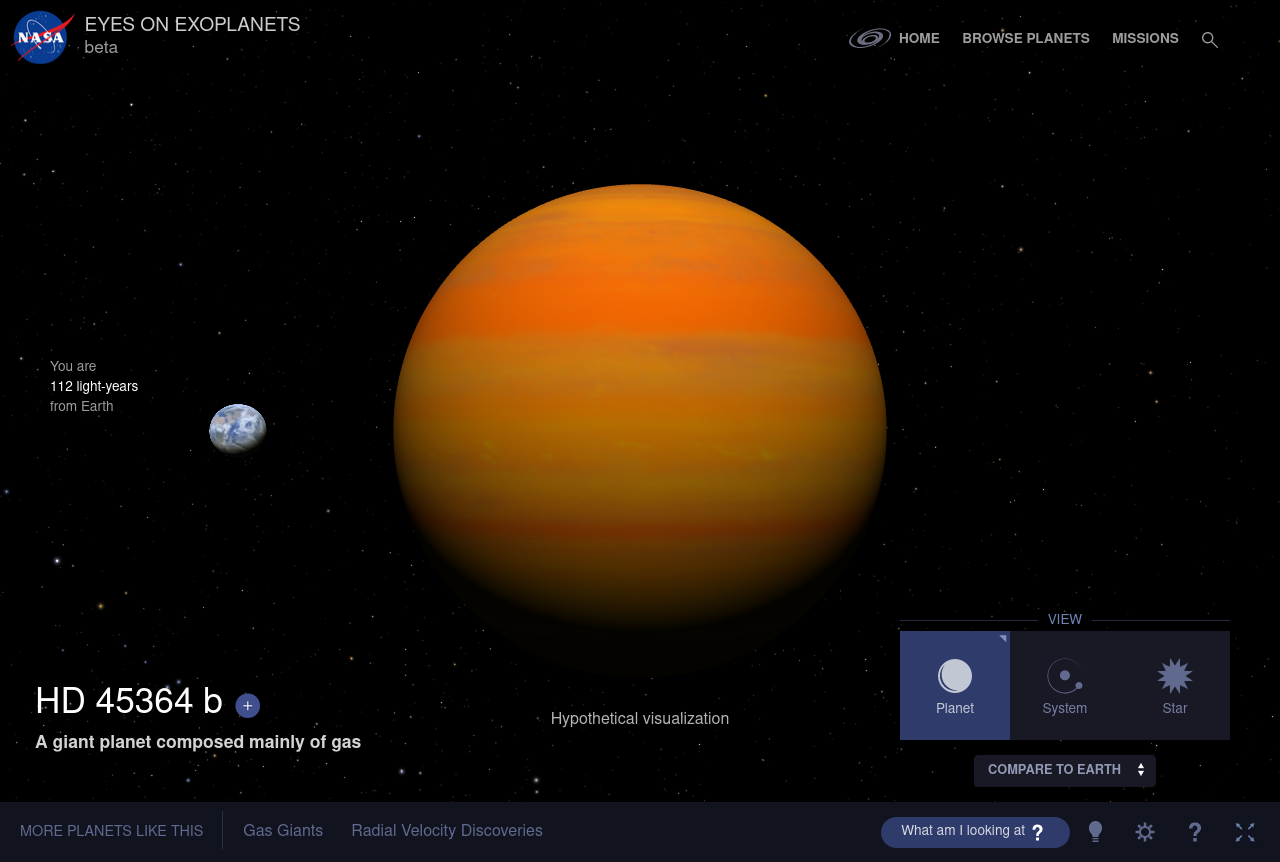 NASA
EYES ON EXOPLANETS
beta
HOME
BROWSE PLANETS
MISSIONS
You are
112 light-years
from Earth
VIEW
Planet
System
Star
HD 45364 b +
A giant planet composed mainly of gas
Hypothetical visualization
COMPARE TO EARTH
MORE PLANETS LIKE THIS
Gas Giants
Radial Velocity Discoveries
What am I looking at ?
?